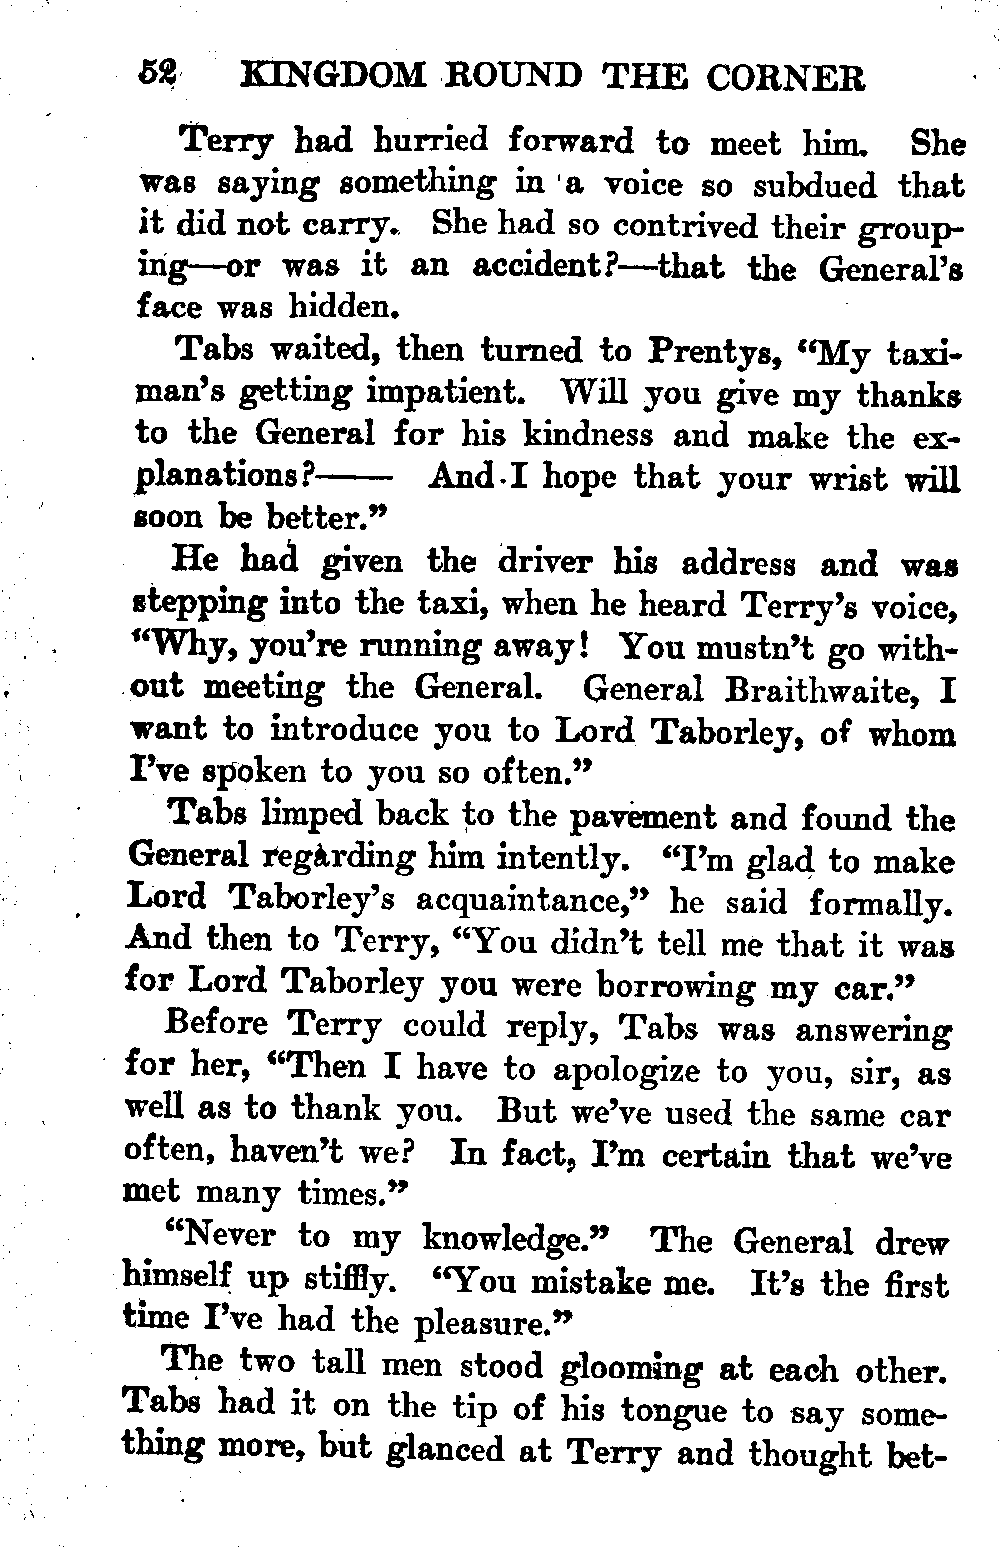 52 KINGDOM ROUND THE CORNER
Terry had hurried forward to meet him. She
was saying something in a voice so subdued that
it did not carry. She had so contrived their group-
ing—or was it an accident?—that the General's
face was hidden.
Tabs waited, then turned to Prentys, “My taxi-
man's getting impatient. Will you give my thanks
to the General for his kindness and make the ex-
planations?—— And I hope that your wrist will
soon be better.”
He had given the driver his address and was
stepping into the taxi, when he heard Terry's voice,
“Why, you're running away! You mustn't go with-
out meeting the General. General Braithwaite, I
want to introduce you to Lord Taborley, of whom
I've spoken to you so often.”
Tabs limped back to the pavement and found the
General regarding him intently. “I'm glad to make
Lord Taborley's acquaintance,” he said formally.
And then to Terry, “You didn't tell me that it was
for Lord Taborley you were borrowing my car.”
Before Terry could reply, Tabs was answering
for her, “Then I have to apologize to you, sir, as
well as to thank you. But we've used the same car
often, haven't we? In fact, I'm certain that we've
met many times.”
“Never to my knowledge.” The General drew
himself up stiffly. “You mistake me. It's the first
time I've had the pleasure.”
The two tall men stood glooming at each other.
Tabs had it on the tip of his tongue to say some-
thing more, but glanced at Terry and thought bet-